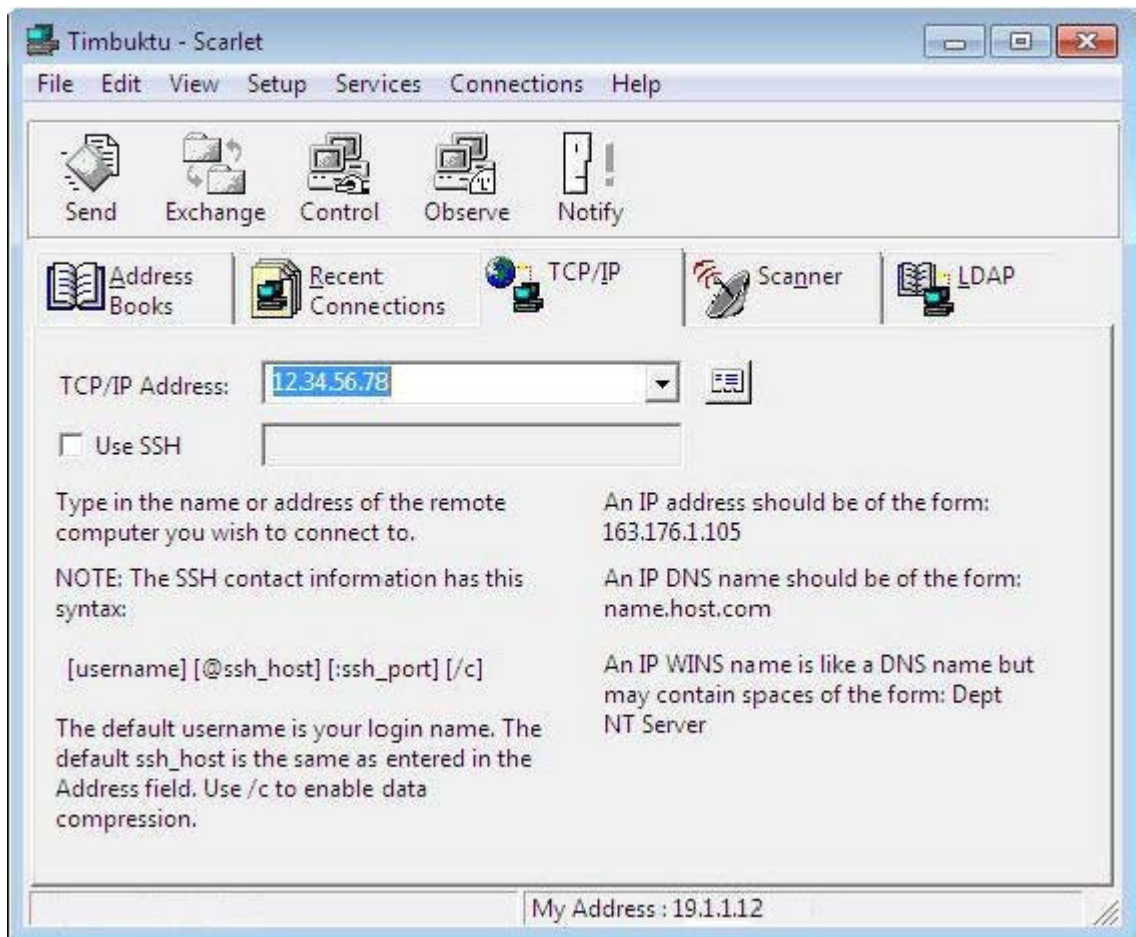 Timbuktu - Scarlet
File Edit View Setup Services Connections Help
Send Exchange Control Observe Notify
Address Books
Recent Connections
TCP/IP
Scanner
LDAP
TCP/IP Address: 12.34.56.78
Use SSH
Type in the name or address of the remote
computer you wish to connect to.
NOTE: The SSH contact information has this
syntax:
[username] [@ssh_host] [:ssh_port] [/c]
The default username is your login name. The
default ssh_host is the same as entered in the
Address field. Use /c to enable data
compression.
An IP address should be of the form:
163.176.1.105
An IP DNS name should be of the form:
name.host.com
An IP WINS name is like a DNS name but
may contain spaces of the form: Dept
NT Server
My Address : 19.1.1.12